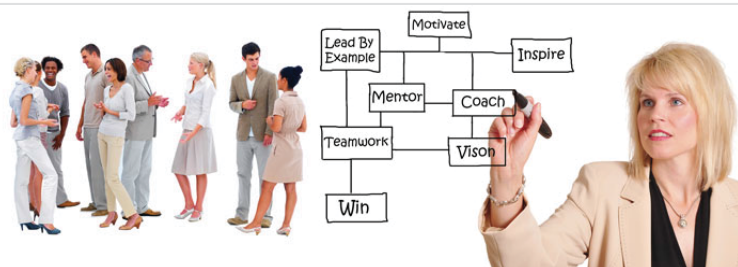 Motivate
Lead By
Example
Inspire
Mentor
Coach
Teamwork
Vison
Win